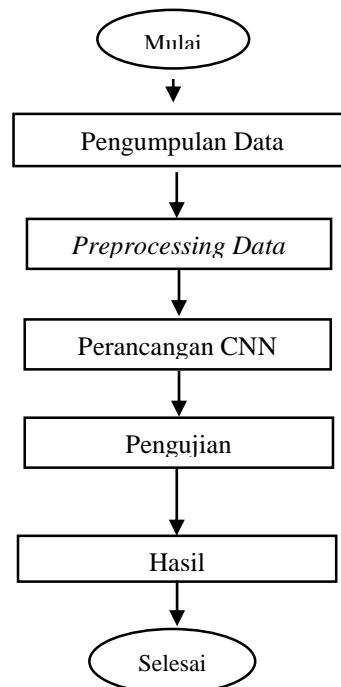 Mulai
Pengumpulan Data
Preprocessing Data
Perancangan CNN
Pengujian
Hasil
Selesai